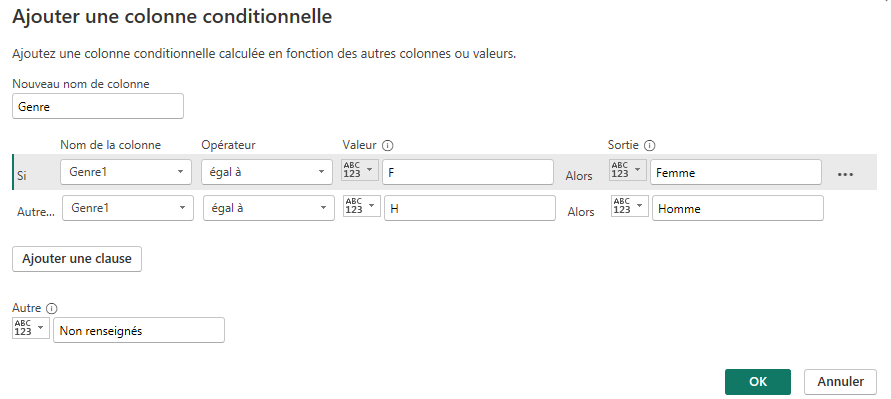 Ajouter une colonne conditionnelle
Ajoutez une colonne conditionnelle calculée en fonction des autres colonnes ou valeurs.
Nouveau nom de colonne
Genre
Nom de la colonne Opérateur Valeur Sortie
Si Genre1 égal à ABC 123 F Alors ABC 123 Femme ...
Autre... Genre1 égal à ABC 123 H Alors ABC 123 Homme
Ajouter une clause
Autre
ABC 123 Non renseignés
OK Annuler